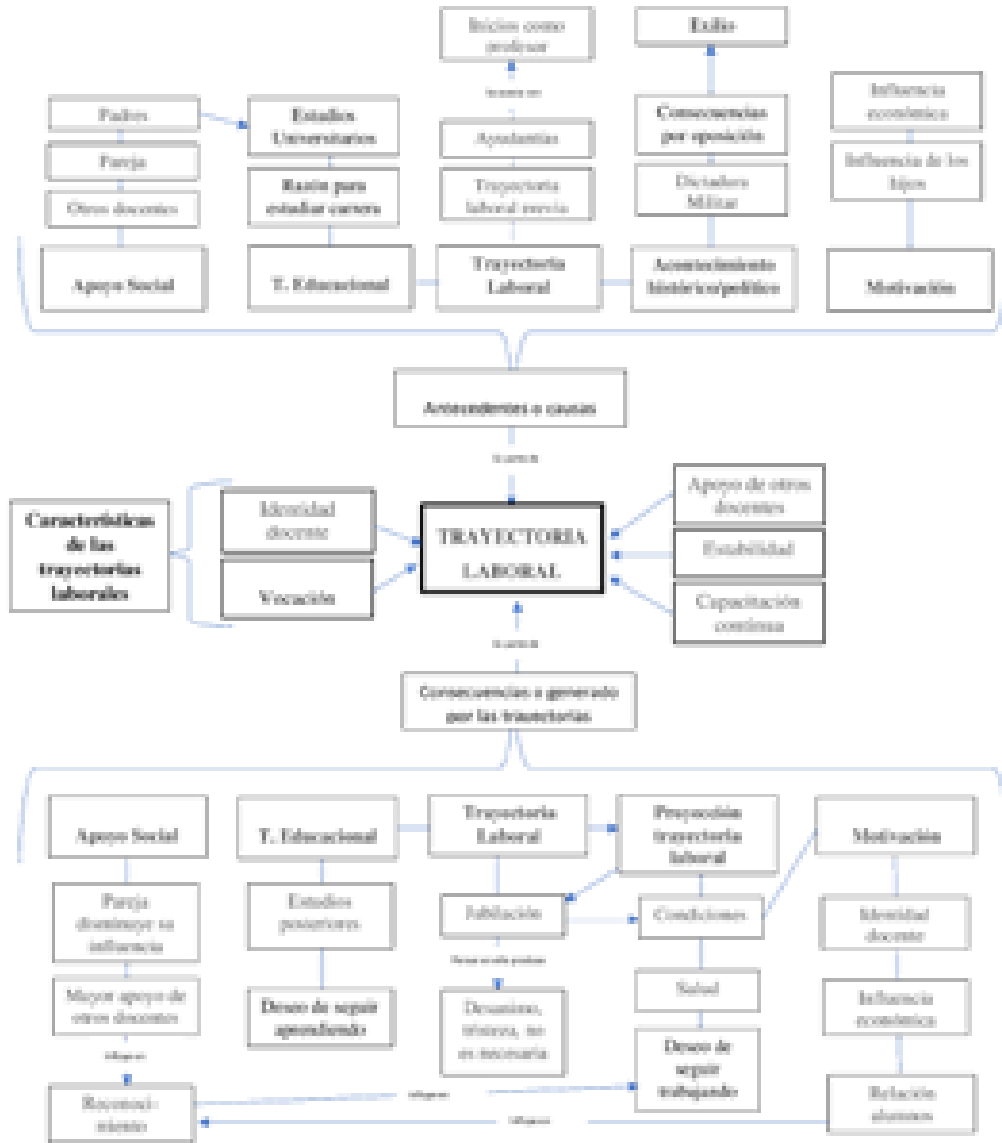 Inicios como
profesor
Exilio
Padres
Estudios
Universitarios
Ayudantías
Consecuencias
por oposición
Influencia
económica
Pareja
Razón para
estudiar carrera
Trayectoria
laboral previa
Dictadura
Militar
Influencia de los
hijos
Otros docentes
Apoyo Social
T. Educacional
Trayectoria
Laboral
Acontecimiento
histórico/político
Motivación
Antecedentes o causas
Características
de las
trayectorias
laborales
Identidad
docente
Vocación
TRAYECTORIA
LABORAL
Apoyo de otros
docentes
Estabilidad
Capacitación
continua
Consecuencias o generado
por las trayectorias
Apoyo Social
T. Educacional
Trayectoria
Laboral
Proyección
trayectoria
laboral
Motivación
Pareja
disminuye su
influencia
Estudios
posteriores
Jubilación
Condiciones
Identidad
docente
Mayor apoyo de
otros docentes
Deseo de seguir
aprendiendo
Desánimo,
tristeza, no
es necesaria
Salud
Influencia
económica
Deseo de
seguir
trabajando
Reconoci-
miento
Relación
alumnos